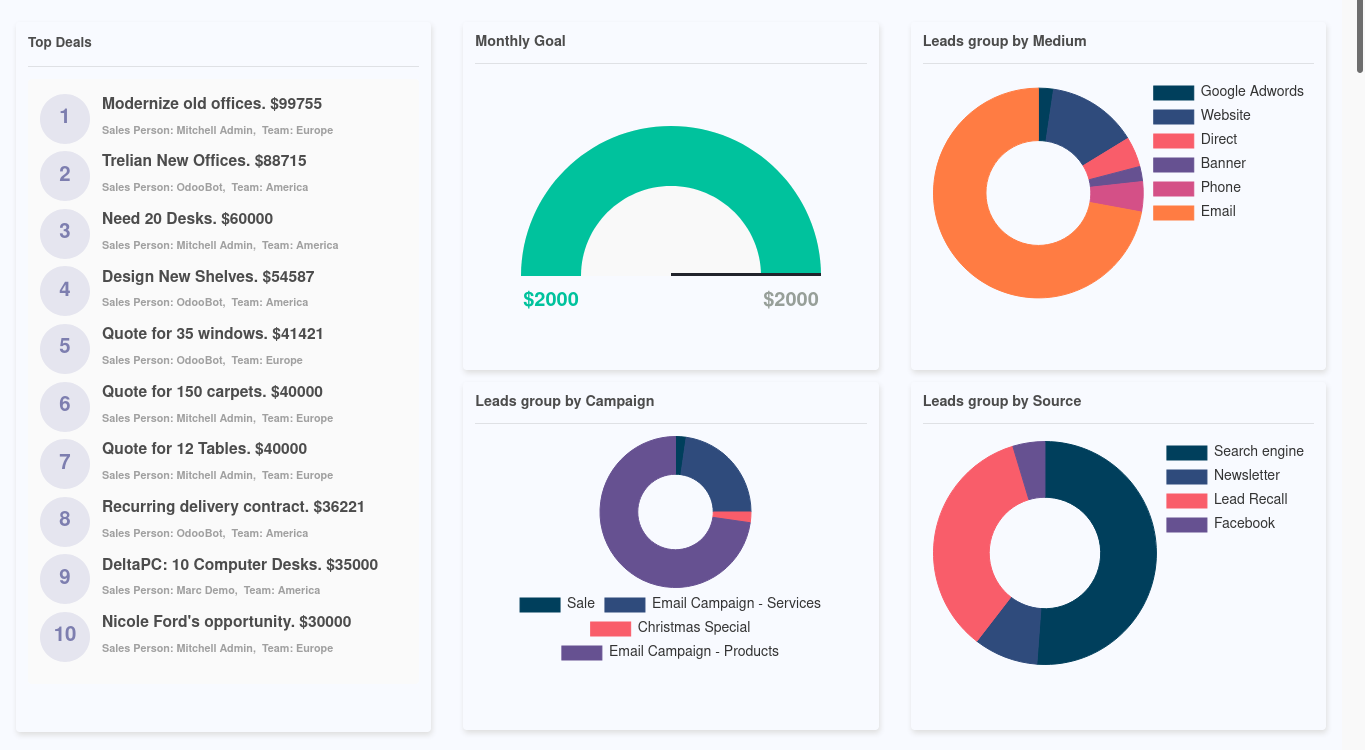 Top Deals
1
Modernize old offices. $99755
Sales Person: Mitchell Admin,  Team: Europe
2
Trelian New Offices. $88715
Sales Person: OdooBot,  Team: America
3
Need 20 Desks. $60000
Sales Person: Mitchell Admin,  Team: America
4
Design New Shelves. $54587
Sales Person: OdooBot,  Team: America
5
Quote for 35 windows. $41421
Sales Person: OdooBot,  Team: Europe
6
Quote for 150 carpets. $40000
Sales Person: Mitchell Admin,  Team: Europe
7
Quote for 12 Tables. $40000
Sales Person: Mitchell Admin,  Team: Europe
8
Recurring delivery contract. $36221
Sales Person: OdooBot,  Team: America
9
DeltaPC: 10 Computer Desks. $35000
Sales Person: Marc Demo,  Team: America
10
Nicole Ford's opportunity. $30000
Sales Person: Mitchell Admin,  Team: Europe
Monthly Goal
$2000 $2000
Leads group by Medium
Google Adwords
Website
Direct
Banner
Phone
Email
Leads group by Campaign
Sale Email Campaign - Services
Christmas Special
Email Campaign - Products
Leads group by Source
Search engine
Newsletter
Lead Recall
Facebook